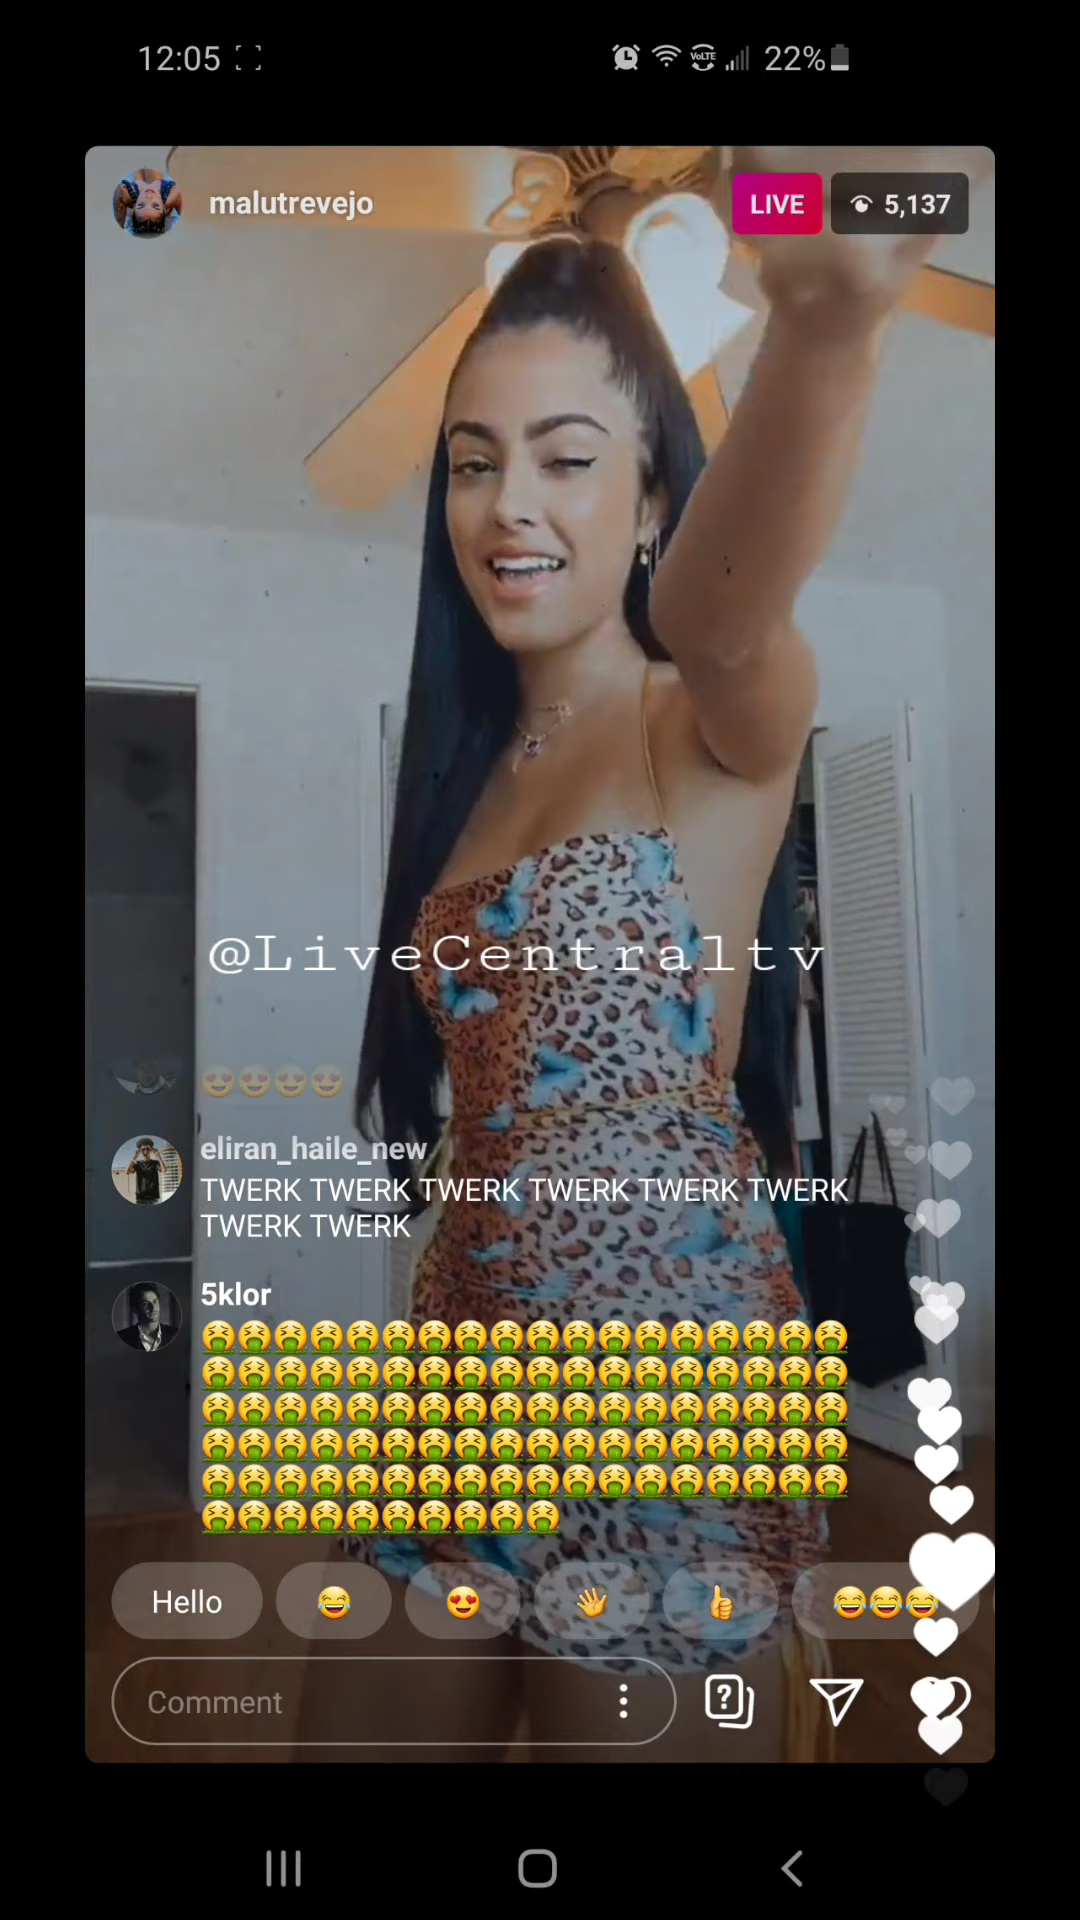 12:05
VoLTE
22%
malutrevejo
LIVE
5,137
@LiveCentraltv
😍😍😍😍
eliran_haile_new
TWERK TWERK TWERK TWERK TWERK TWERK
TWERK TWERK
5klor
🤮🤮🤮🤮🤮🤮🤮🤮🤮🤮🤮🤮🤮🤮🤮🤮🤮🤮
🤮🤮🤮🤮🤮🤮🤮🤮🤮🤮🤮🤮🤮🤮🤮🤮🤮🤮
🤮🤮🤮🤮🤮🤮🤮🤮🤮🤮🤮🤮🤮🤮🤮🤮🤮🤮
🤮🤮🤮🤮🤮🤮🤮🤮🤮🤮🤮🤮🤮🤮🤮🤮🤮🤮
🤮🤮🤮🤮🤮🤮🤮🤮🤮🤮🤮🤮🤮🤮🤮🤮🤮🤮
🤮🤮🤮🤮🤮🤮🤮🤮🤮🤮
Hello 😂 😍 👋 👍 😂😂😂
Comment